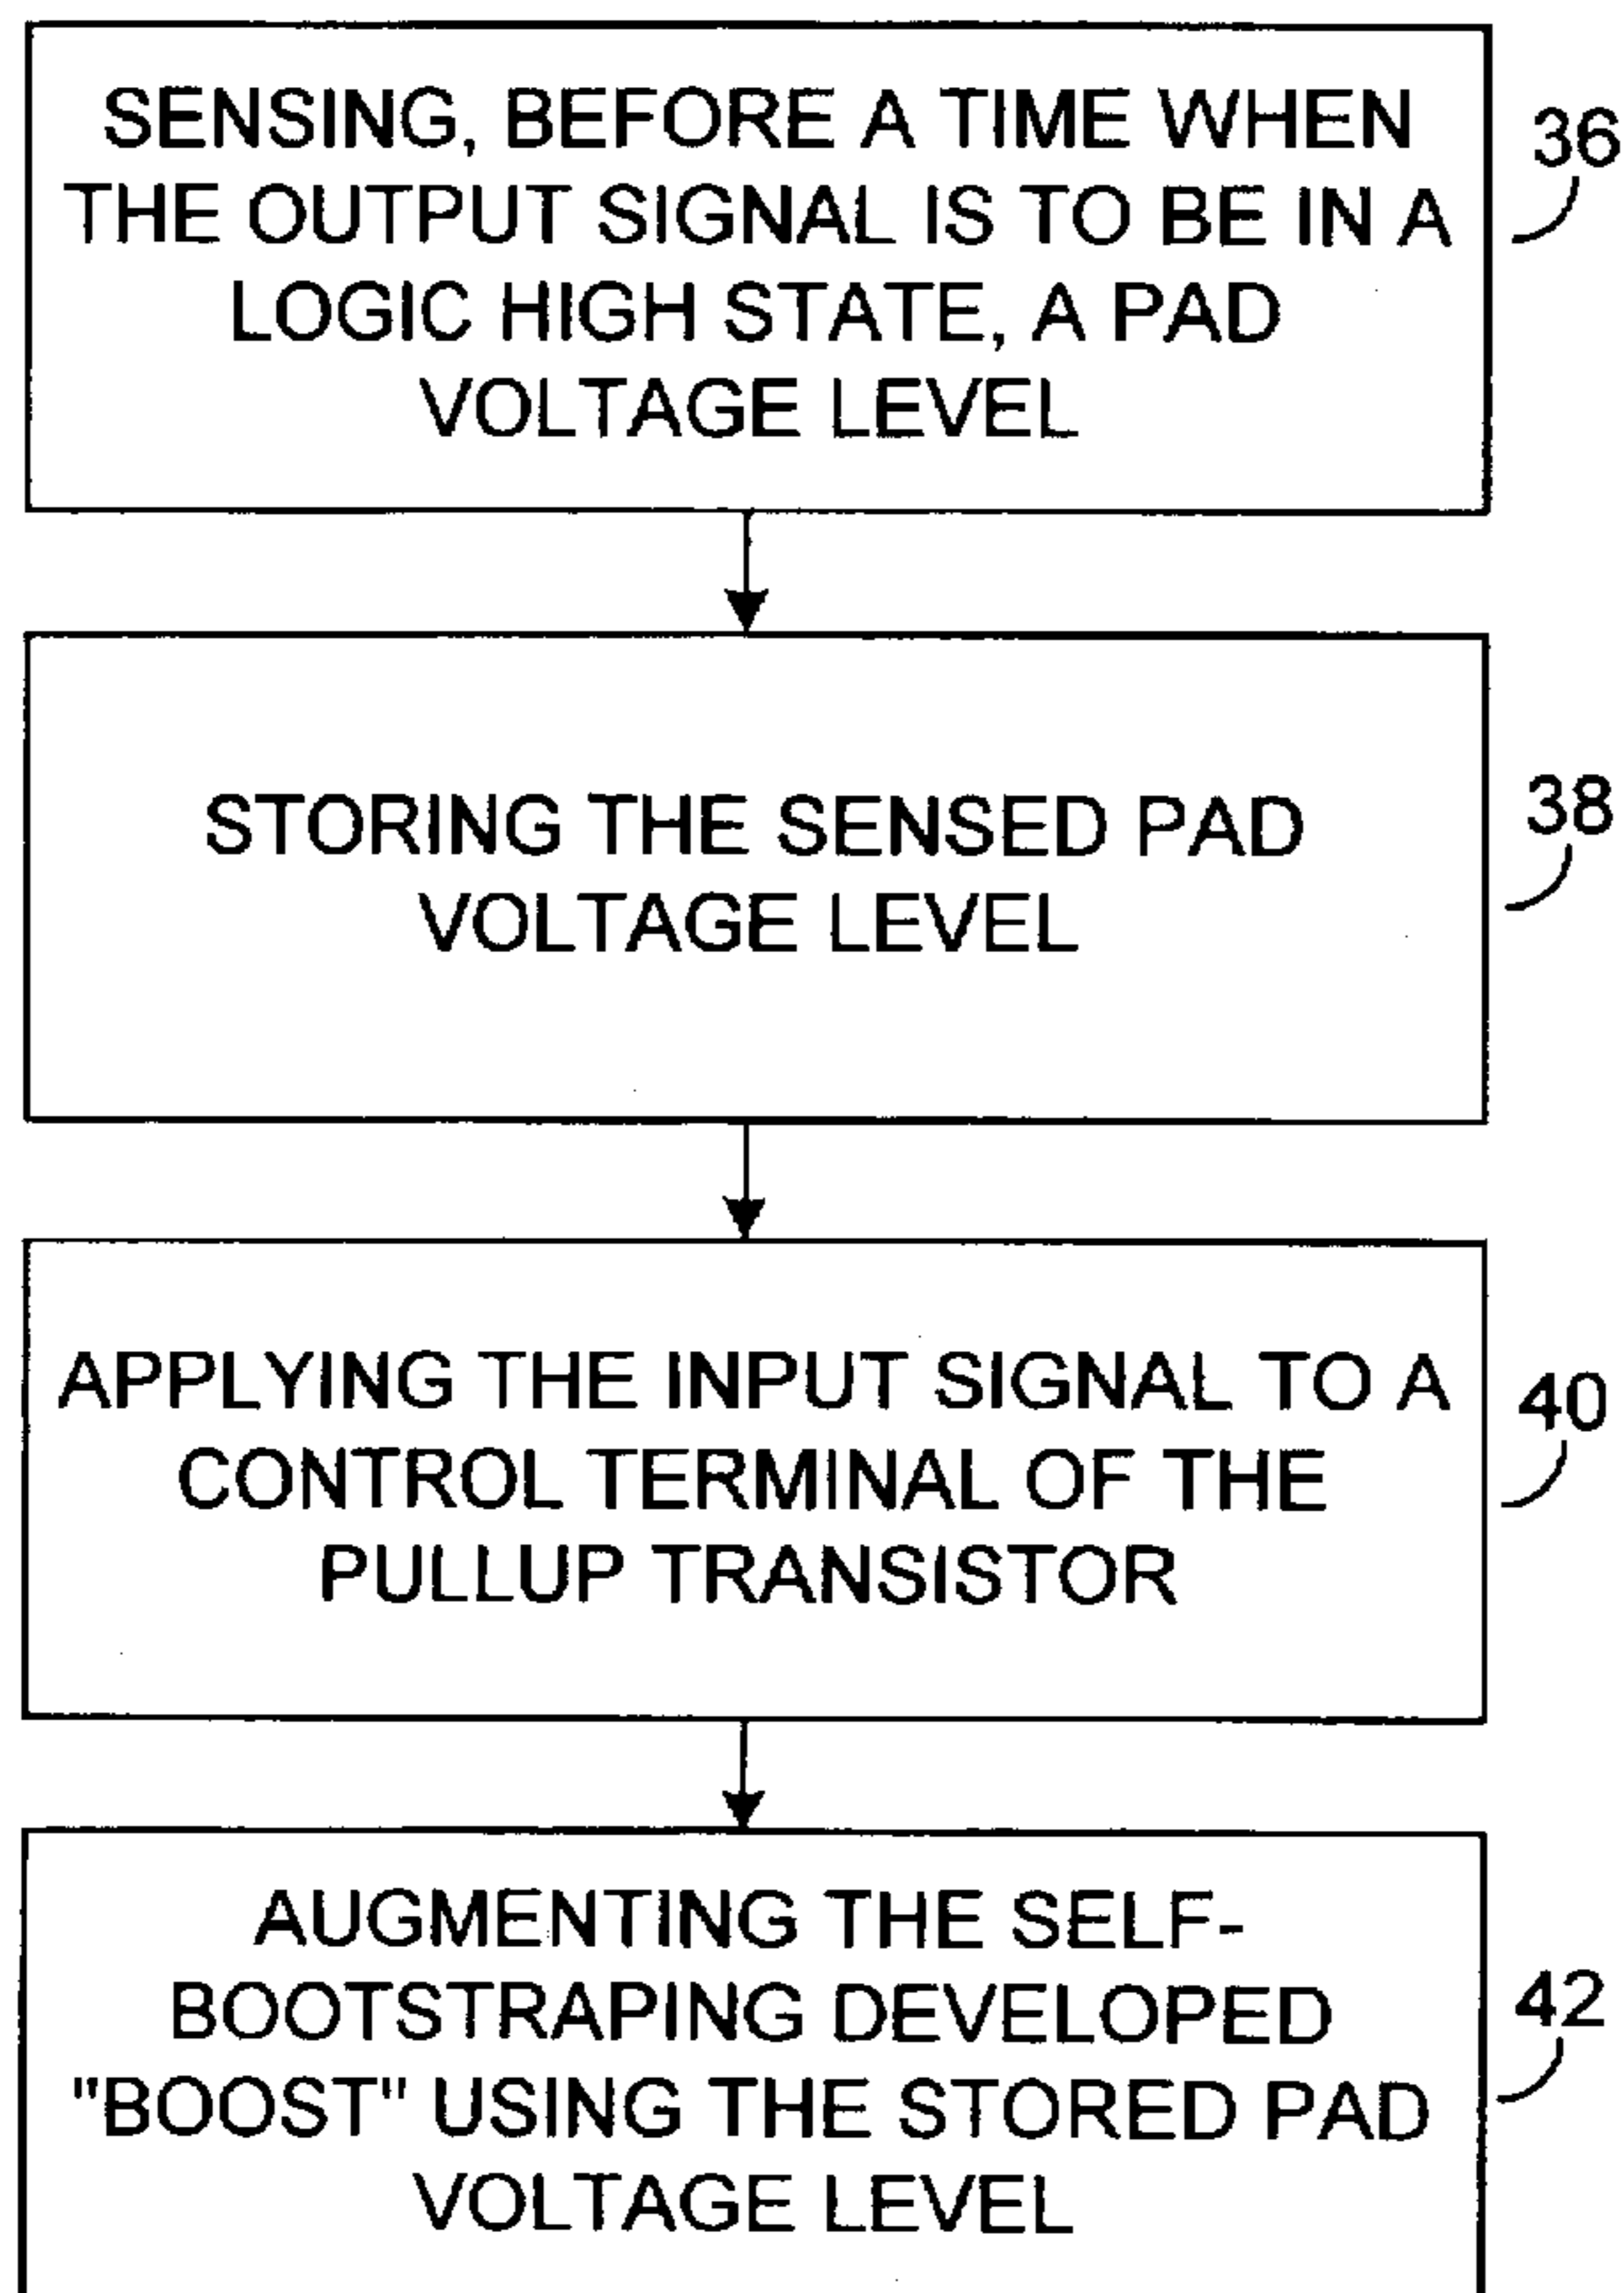 SENSING, BEFORE A TIME WHEN
THE OUTPUT SIGNAL IS TO BE IN A
LOGIC HIGH STATE, A PAD
VOLTAGE LEVEL
36
STORING THE SENSED PAD
VOLTAGE LEVEL
38
APPLYING THE INPUT SIGNAL TO A
CONTROL TERMINAL OF THE
PULLUP TRANSISTOR
40
AUGMENTING THE SELF-
BOOTSTRAPING DEVELOPED
"BOOST" USING THE STORED PAD
VOLTAGE LEVEL
42